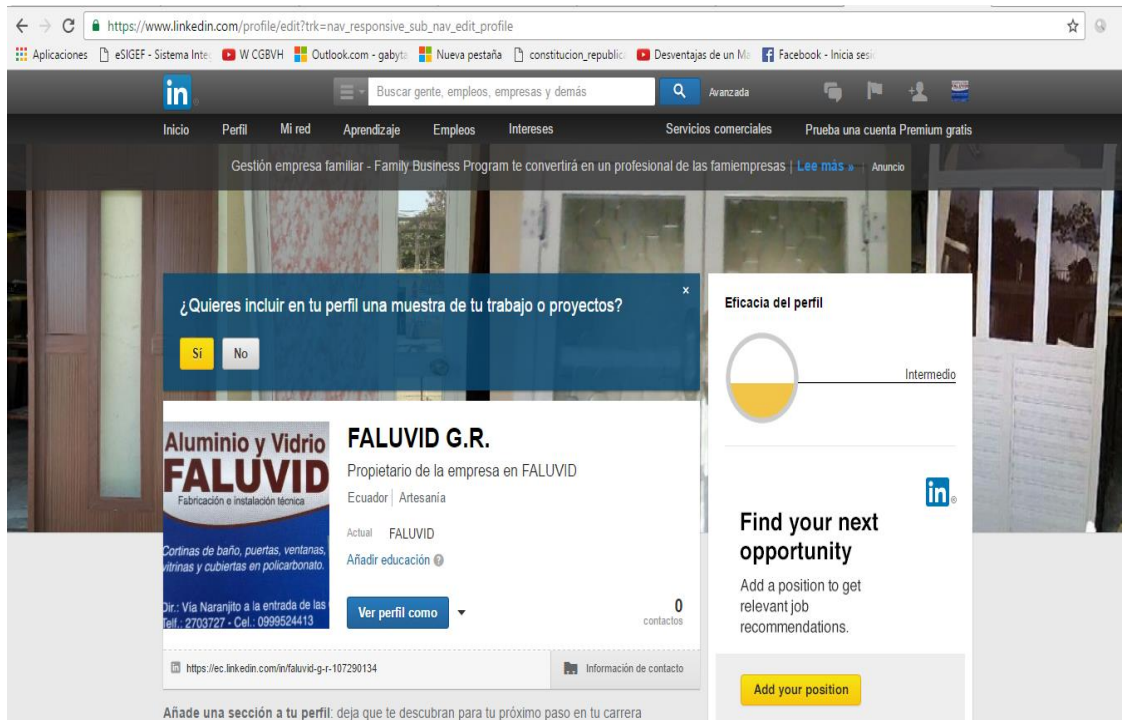 https://www.linkedin.com/profile/edit?trk=nav_responsive_sub_nav_edit_profile
Aplicaciones eSIGEF - Sistema Inte W CGBVH Outlook.com - gabyta Nueva pestaña constitucion_republic Desventajas de un Ma Facebook - Inicia sesi
in Buscar gente, empleos, empresas y demás Avanzada
Inicio Perfil Mi red Aprendizaje Empleos Intereses Servicios comerciales Prueba una cuenta Premium gratis
Gestión empresa familiar - Family Business Program te convertirá en un profesional de las famiempresas | Lee más » Anuncio
¿Quieres incluir en tu perfil una muestra de tu trabajo o proyectos? ×
Sí No
Aluminio y Vidrio
FALUVID
Fabricación e instalación técnica
Cortinas de baño, puertas, ventanas,
vitrinas y cubiertas en policarbonato.
Dir.: Vía Naranjito a la entrada de las
Telf.: 2703727 - Cel.: 0999524413
FALUVID G.R.
Propietario de la empresa en FALUVID
Ecuador | Artesanía
Actual FALUVID
Añadir educación ?
Ver perfil como
0
contactos
https://ec.linkedin.com/in/faluvid-g-r-107290134
Información de contacto
Añade una sección a tu perfil: deja que te descubran para tu próximo paso en tu carrera
Eficacia del perfil
Intermedio
in
Find your next
opportunity
Add a position to get
relevant job
recommendations.
Add your position